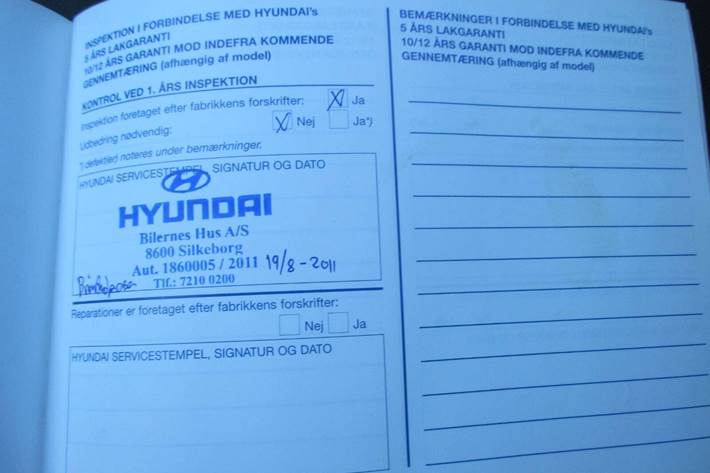 INSPEKTION I FORBINDELSE MED HYUNDAI's
5 ÅRS LAKGARANTI
10/12 ÅRS GARANTI MOD INDEFRA KOMMENDE
GENNEMTÆRING (afhængig af model)
KONTROL VED 1. ÅRS INSPEKTION
Inspektion foretaget efter fabrikkens forskrifter: X Ja
Udbedring nødvendig: X Nej Ja*)
*) defekt(er) noteres under bemærkninger.
HYUNDAI SERVICESTEMPEL, SIGNATUR OG DATO
HYUNDAI
Bilernes Hus A/S
8600 Silkeborg
Aut. 1860005 / 2011 19/8-2011
Tlf.: 7210 0200
Reparationer er foretaget efter fabrikkens forskrifter:
Nej Ja
HYUNDAI SERVICESTEMPEL, SIGNATUR OG DATO
BEMÆRKNINGER I FORBINDELSE MED HYUNDAI's
5 ÅRS LAKGARANTI
10/12 ÅRS GARANTI MOD INDEFRA KOMMENDE
GENNEMTÆRING (afhængig af model)